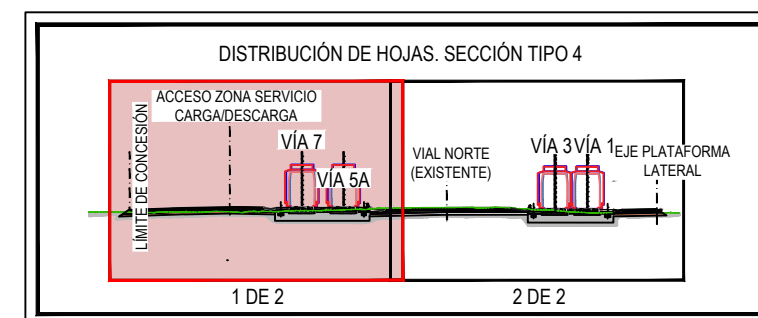 DISTRIBUCIÓN DE HOJAS. SECCIÓN TIPO 4
LÍMITE DE CONCESIÓN
ACCESO ZONA SERVICIO
CARGA/DESCARGA
VÍA 7
VÍA 5A
VIAL NORTE
(EXISTENTE)
VÍA 3
VÍA 1
EJE PLATAFORMA
LATERAL
1 DE 2
2 DE 2